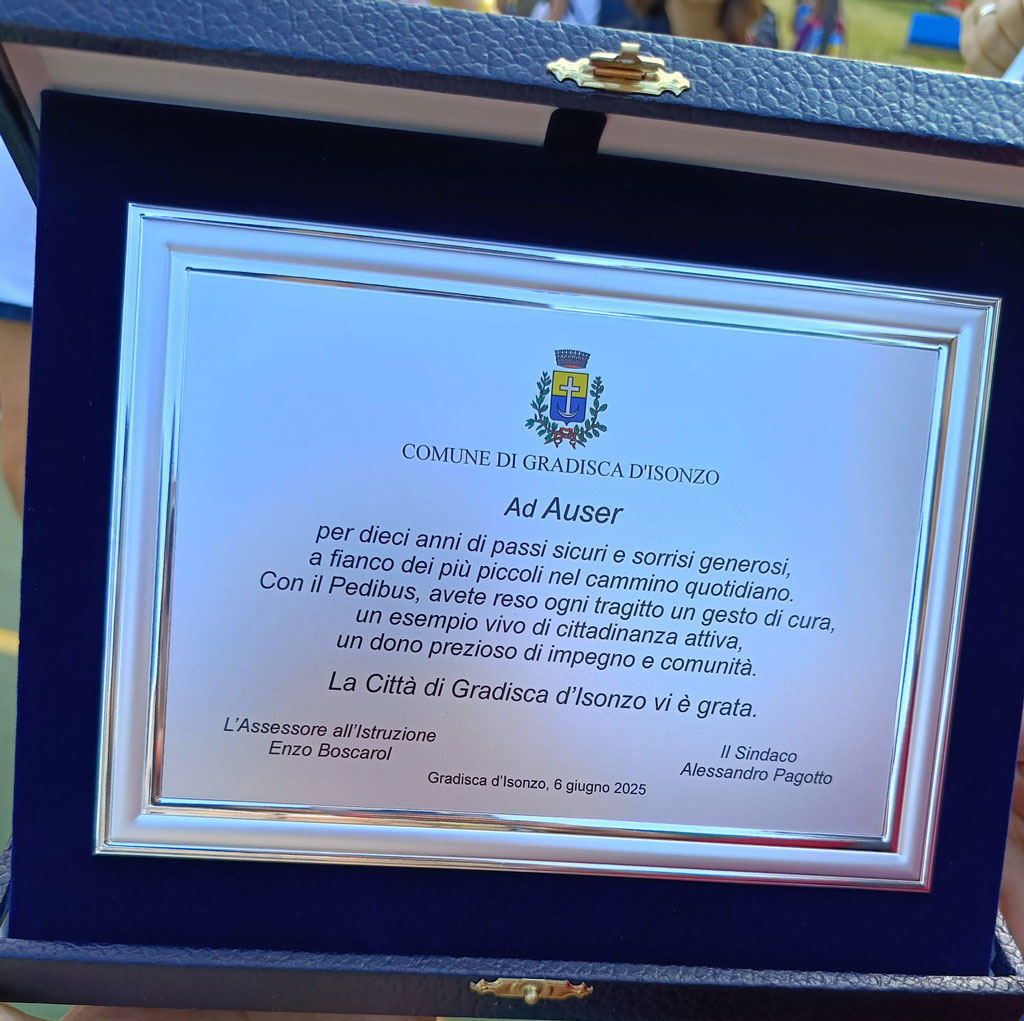 COMUNE DI GRADISCA D'ISONZO
Ad Auser
per dieci anni di passi sicuri e sorrisi generosi,
a fianco dei più piccoli nel cammino quotidiano.
Con il Pedibus, avete reso ogni tragitto un gesto di cura,
un esempio vivo di cittadinanza attiva,
un dono prezioso di impegno e comunità.
La Città di Gradisca d'Isonzo vi è grata.
L'Assessore all'Istruzione
Enzo Boscarol
Il Sindaco
Alessandro Pagotto
Gradisca d'Isonzo, 6 giugno 2025